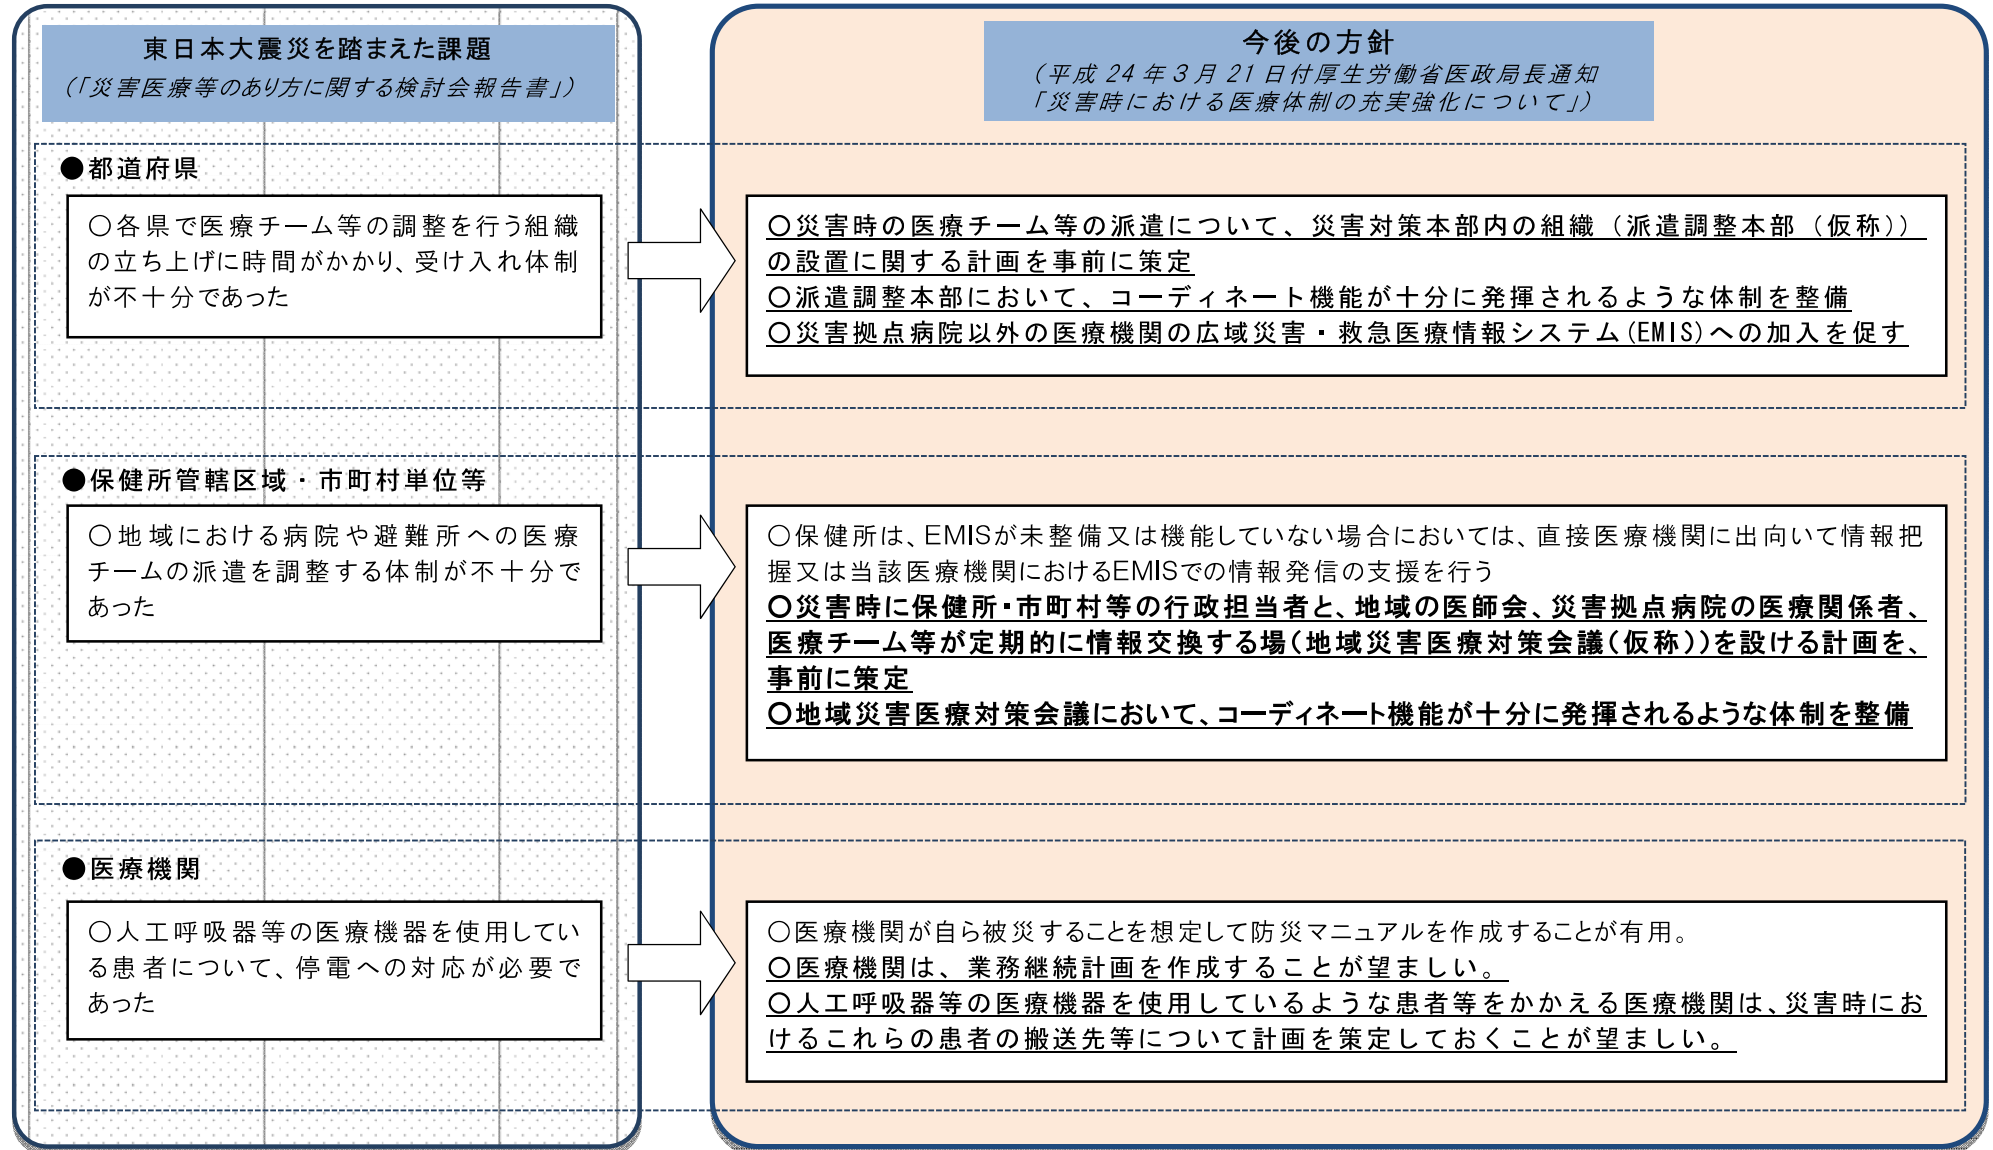 東日本大震災を踏まえた課題
(「災害医療等のあり方に関する検討会報告書」)
今後の方針
(平成24年3月21日付厚生労働省医政局長通知
「災害時における医療体制の充実強化について」)
●都道府県
○各県で医療チーム等の調整を行う組織
の立ち上げに時間がかかり、受け入れ体制
が不十分であった
○災害時の医療チーム等の派遣について、災害対策本部内の組織(派遣調整本部(仮称))
の設置に関する計画を事前に策定
○派遣調整本部において、コーディネート機能が十分に発揮されるような体制を整備
○災害拠点病院以外の医療機関の広域災害・救急医療情報システム(EMIS)への加入を促す
●保健所管轄区域・市町村単位等
○地域における病院や避難所への医療
チームの派遣を調整する体制が不十分で
あった
○保健所は、EMISが未整備又は機能していない場合においては、直接医療機関に出向いて情報把
握又は当該医療機関におけるEMISでの情報発信の支援を行う
○災害時に保健所・市町村等の行政担当者と、地域の医師会、災害拠点病院の医療関係者、
医療チーム等が定期的に情報交換する場(地域災害医療対策会議(仮称))を設ける計画を、
事前に策定
○地域災害医療対策会議において、コーディネート機能が十分に発揮されるような体制を整備
●医療機関
○人工呼吸器等の医療機器を使用してい
る患者について、停電への対応が必要で
あった
○医療機関が自ら被災することを想定して防災マニュアルを作成することが有用。
○医療機関は、業務継続計画を作成することが望ましい。
○人工呼吸器等の医療機器を使用しているような患者等をかかえる医療機関は、災害時にお
けるこれらの患者の搬送先等について計画を策定しておくことが望ましい。